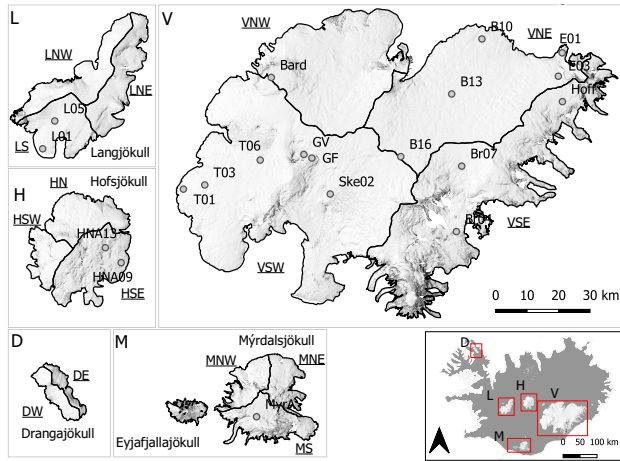 L
LNW
LNE
L05
L01
LS
Langjökull
H
HN
Hofsjökull
HSW
HNA13
HNA09
HSE
D
DE
DW
Drangajökull
M
Mýrdalsjökull
MNW
MNE
Eyjafjallajökull
MS
V
VNW
B10
VNE
E01
E03
Bard
B13
Hoff
T06
GV
GF
B16
Br07
T03
T01
Ske02
VSE
VSW
0 10 20 30 km
D
L
H
V
M
0 50 100 km